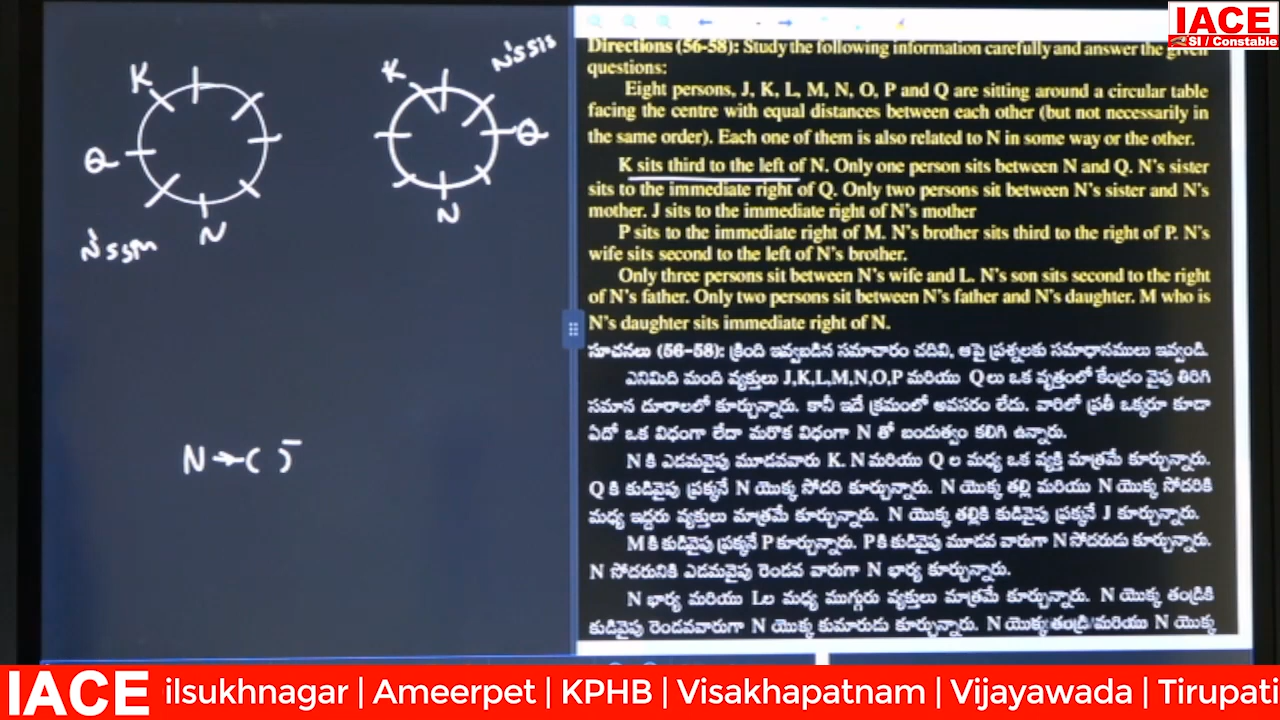 IACE
SI / Constable
K
Q
N'ssm
N
K
N'ssis
Q
N
N → ( )¯
Directions (56-58): Study the following information carefully and answer the given
questions:
Eight persons, J, K, L, M, N, O, P and Q are sitting around a circular table
facing the centre with equal distances between each other (but not necessarily in
the same order). Each one of them is also related to N in some way or the other.
K sits third to the left of N. Only one person sits between N and Q. N's sister
sits to the immediate right of Q. Only two persons sit between N's sister and N's
mother. J sits to the immediate right of N's mother
P sits to the immediate right of M. N's brother sits third to the right of P. N's
wife sits second to the left of N's brother.
Only three persons sit between N's wife and L. N's son sits second to the right
of N's father. Only two persons sit between N's father and N's daughter. M who is
N's daughter sits immediate right of N.
సూచనలు (56-58): క్రింది ఇవ్వబడిన సమాచారం చదివి, ఆపై ప్రశ్నలకు సమాధానములు ఇవ్వండి.
ఎనిమిది మంది వ్యక్తులు J,K,L,M,N,O,P మరియు Q లు ఒక వృత్తంలో కేంద్రం వైపు తిరిగి
సమాన దూరాలలో కూర్చున్నారు. కానీ ఇదే క్రమంలో అవసరం లేదు. వారిలో ప్రతీ ఒక్కరూ కూడా
ఏదో ఒక విధంగా లేదా మరొక విధంగా N తో బంధుత్వం కలిగి ఉన్నారు.
N కి ఎడమవైపు మూడవవారు K. N మరియు Q ల మధ్య ఒక వ్యక్తి మాత్రమే కూర్చున్నారు.
Q కి కుడివైపు ప్రక్కనే N యొక్క సోదరి కూర్చున్నారు. N యొక్క తల్లి మరియు N యొక్క సోదరికి
మధ్య ఇద్దరు వ్యక్తులు మాత్రమే కూర్చున్నారు. N యొక్క తల్లికి కుడివైపు ప్రక్కనే J కూర్చున్నారు.
M కి కుడివైపు ప్రక్కనే P కూర్చున్నారు. P కి కుడివైపు మూడవ వారుగా N సోదరుడు కూర్చున్నారు.
N సోదరునికి ఎడమవైపు రెండవ వారుగా N భార్య కూర్చున్నారు.
N భార్య మరియు Lల మధ్య ముగ్గురు వ్యక్తులు మాత్రమే కూర్చున్నారు. N యొక్క తండ్రికి
కుడివైపు రెండవవారుగా N యొక్క కుమారుడు కూర్చున్నారు. N యొక్క తండ్రి మరియు N యొక్క
IACE ilsukhnagar | Ameerpet | KPHB | Visakhapatnam | Vijayawada | Tirupati